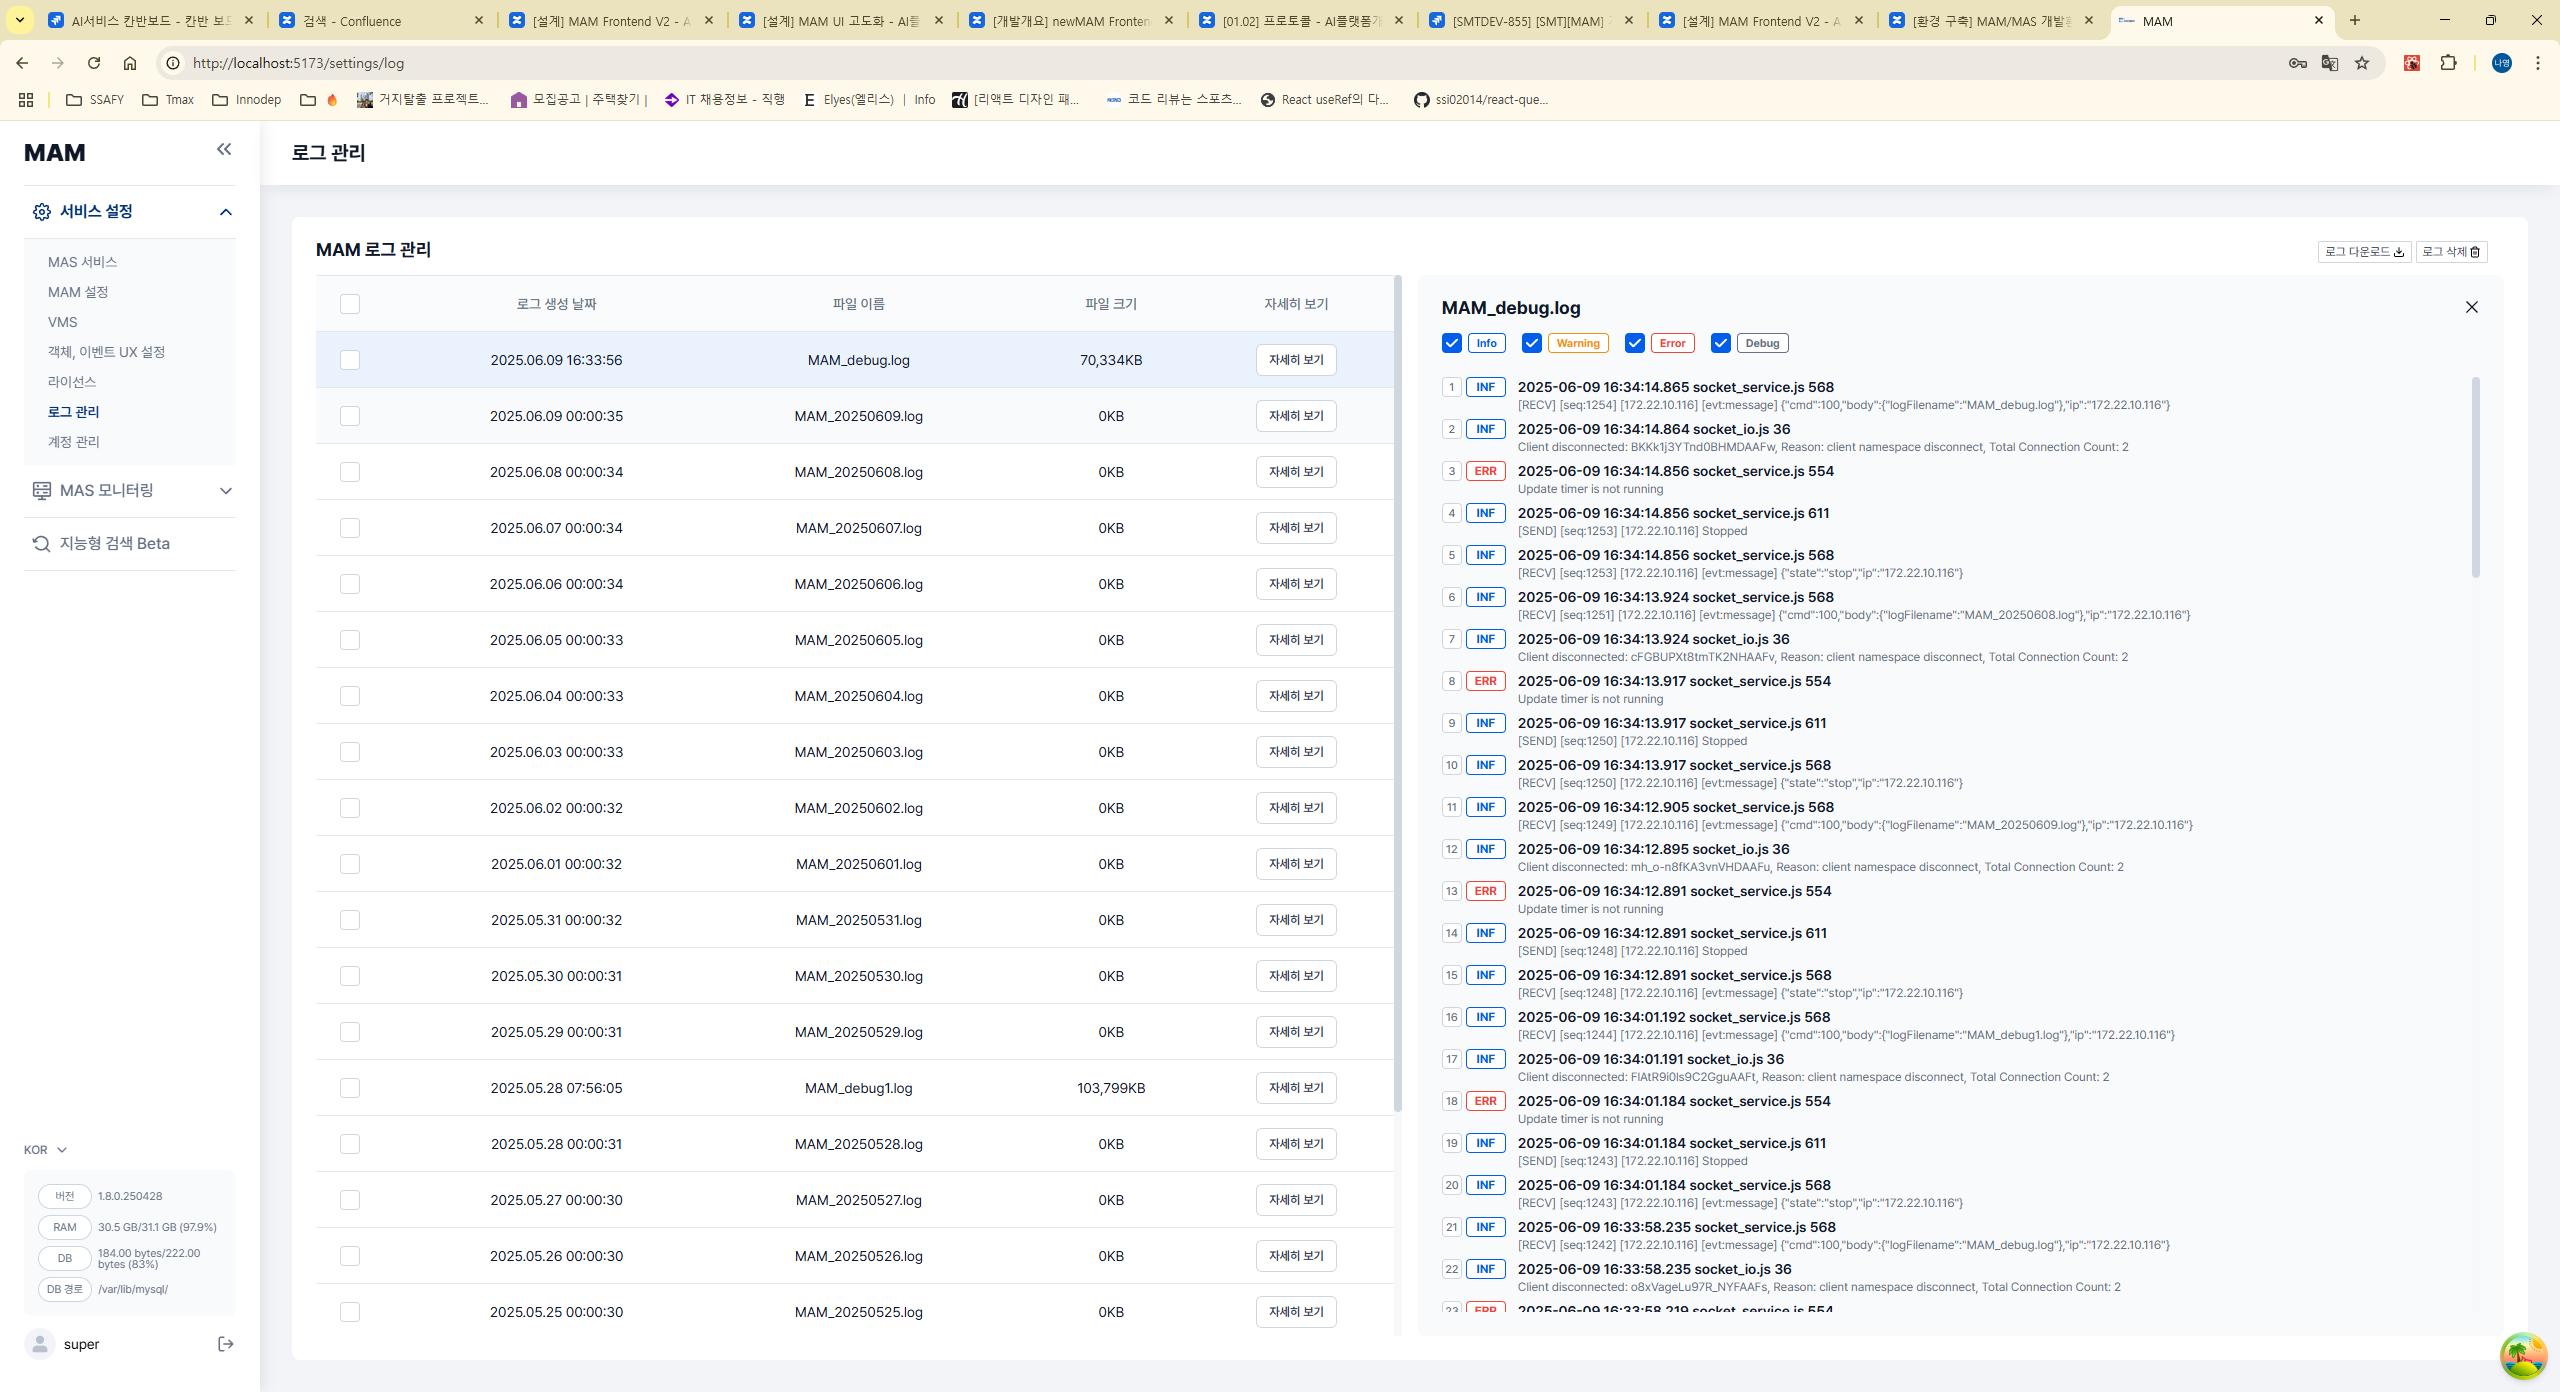 AI서비스 칸반보드 - 칸반 보드
검색 - Confluence
[설계] MAM Frontend V2 - A
[설계] MAM UI 고도화 - AI플
[개발개요] newMAM Fronten
[01.02] 프로토콜 - AI플랫폼개
[SMTDEV-855] [SMT][MAM]
[설계] MAM Frontend V2 - A
[환경 구축] MAM/MAS 개발환
MAM
http://localhost:5173/settings/log
나영
SSAFY
Tmax
Innodep
거지탈출 프로젝트...
모집공고 | 주택찾기 |
IT 채용정보 - 직행
Elyes(엘리스) | Info
[리액트 디자인 패...
코드 리뷰는 스포츠...
React useRef의 다...
ssi02014/react-que...
MAM
서비스 설정
MAS 서비스
MAM 설정
VMS
객체, 이벤트 UX 설정
라이선스
로그 관리
계정 관리
MAS 모니터링
지능형 검색 Beta
KOR
버전 1.8.0.250428
RAM 30.5 GB/31.1 GB (97.9%)
DB 184.00 bytes/222.00
bytes (83%)
DB 경로 /var/lib/mysql/
super
로그 관리
MAM 로그 관리
로그 다운로드
로그 삭제
로그 생성 날짜 파일 이름 파일 크기 자세히 보기
2025.06.09 16:33:56 MAM_debug.log 70,334KB 자세히 보기
2025.06.09 00:00:35 MAM_20250609.log 0KB 자세히 보기
2025.06.08 00:00:34 MAM_20250608.log 0KB 자세히 보기
2025.06.07 00:00:34 MAM_20250607.log 0KB 자세히 보기
2025.06.06 00:00:34 MAM_20250606.log 0KB 자세히 보기
2025.06.05 00:00:33 MAM_20250605.log 0KB 자세히 보기
2025.06.04 00:00:33 MAM_20250604.log 0KB 자세히 보기
2025.06.03 00:00:33 MAM_20250603.log 0KB 자세히 보기
2025.06.02 00:00:32 MAM_20250602.log 0KB 자세히 보기
2025.06.01 00:00:32 MAM_20250601.log 0KB 자세히 보기
2025.05.31 00:00:32 MAM_20250531.log 0KB 자세히 보기
2025.05.30 00:00:31 MAM_20250530.log 0KB 자세히 보기
2025.05.29 00:00:31 MAM_20250529.log 0KB 자세히 보기
2025.05.28 07:56:05 MAM_debug1.log 103,799KB 자세히 보기
2025.05.28 00:00:31 MAM_20250528.log 0KB 자세히 보기
2025.05.27 00:00:30 MAM_20250527.log 0KB 자세히 보기
2025.05.26 00:00:30 MAM_20250526.log 0KB 자세히 보기
2025.05.25 00:00:30 MAM_20250525.log 0KB 자세히 보기
MAM_debug.log
Info Warning Error Debug
1 INF 2025-06-09 16:34:14.865 socket_service.js 568
[RECV] [seq:1254] [172.22.10.116] [evt:message] {"cmd":100,"body":{"logFilename":"MAM_debug.log"},"ip":"172.22.10.116"}
2 INF 2025-06-09 16:34:14.864 socket_io.js 36
Client disconnected: BKKk1j3YTnd0BHMDAAFw, Reason: client namespace disconnect, Total Connection Count: 2
3 ERR 2025-06-09 16:34:14.856 socket_service.js 554
Update timer is not running
4 INF 2025-06-09 16:34:14.856 socket_service.js 611
[SEND] [seq:1253] [172.22.10.116] Stopped
5 INF 2025-06-09 16:34:14.856 socket_service.js 568
[RECV] [seq:1253] [172.22.10.116] [evt:message] {"state":"stop","ip":"172.22.10.116"}
6 INF 2025-06-09 16:34:13.924 socket_service.js 568
[RECV] [seq:1251] [172.22.10.116] [evt:message] {"cmd":100,"body":{"logFilename":"MAM_20250608.log"},"ip":"172.22.10.116"}
7 INF 2025-06-09 16:34:13.924 socket_io.js 36
Client disconnected: cFGBUPXt8tmTK2NHAAFv, Reason: client namespace disconnect, Total Connection Count: 2
8 ERR 2025-06-09 16:34:13.917 socket_service.js 554
Update timer is not running
9 INF 2025-06-09 16:34:13.917 socket_service.js 611
[SEND] [seq:1250] [172.22.10.116] Stopped
10 INF 2025-06-09 16:34:13.917 socket_service.js 568
[RECV] [seq:1250] [172.22.10.116] [evt:message] {"state":"stop","ip":"172.22.10.116"}
11 INF 2025-06-09 16:34:12.905 socket_service.js 568
[RECV] [seq:1249] [172.22.10.116] [evt:message] {"cmd":100,"body":{"logFilename":"MAM_20250609.log"},"ip":"172.22.10.116"}
12 INF 2025-06-09 16:34:12.895 socket_io.js 36
Client disconnected: mh_o-n8fKA3vnVHDAAFu, Reason: client namespace disconnect, Total Connection Count: 2
13 ERR 2025-06-09 16:34:12.891 socket_service.js 554
Update timer is not running
14 INF 2025-06-09 16:34:12.891 socket_service.js 611
[SEND] [seq:1248] [172.22.10.116] Stopped
15 INF 2025-06-09 16:34:12.891 socket_service.js 568
[RECV] [seq:1248] [172.22.10.116] [evt:message] {"state":"stop","ip":"172.22.10.116"}
16 INF 2025-06-09 16:34:01.192 socket_service.js 568
[RECV] [seq:1244] [172.22.10.116] [evt:message] {"cmd":100,"body":{"logFilename":"MAM_debug1.log"},"ip":"172.22.10.116"}
17 INF 2025-06-09 16:34:01.191 socket_io.js 36
Client disconnected: FlAtR9i0ls9C2GguAAFt, Reason: client namespace disconnect, Total Connection Count: 2
18 ERR 2025-06-09 16:34:01.184 socket_service.js 554
Update timer is not running
19 INF 2025-06-09 16:34:01.184 socket_service.js 611
[SEND] [seq:1243] [172.22.10.116] Stopped
20 INF 2025-06-09 16:34:01.184 socket_service.js 568
[RECV] [seq:1243] [172.22.10.116] [evt:message] {"state":"stop","ip":"172.22.10.116"}
21 INF 2025-06-09 16:33:58.235 socket_service.js 568
[RECV] [seq:1242] [172.22.10.116] [evt:message] {"cmd":100,"body":{"logFilename":"MAM_debug.log"},"ip":"172.22.10.116"}
22 INF 2025-06-09 16:33:58.235 socket_io.js 36
Client disconnected: o8xVageLu97R_NYFAAFs, Reason: client namespace disconnect, Total Connection Count: 2
23 ERR 2025-06-09 16:33:58.219 socket_service.js 554